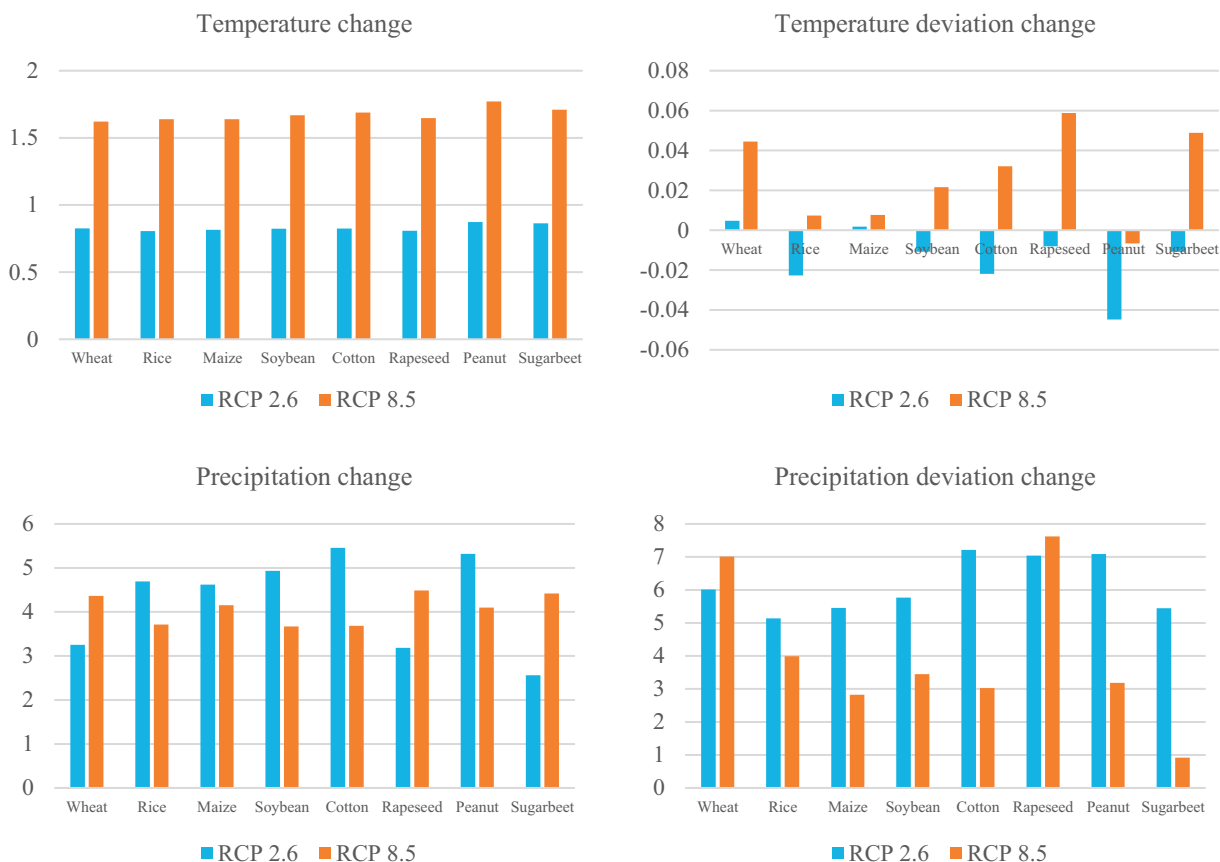 Temperature change
2
1.5
1
0.5
0
Wheat Rice Maize Soybean Cotton Rapeseed Peanut Sugarbeet
RCP 2.6 RCP 8.5
Temperature deviation change
0.08
0.06
0.04
0.02
0
-0.02
-0.04
-0.06
Wheat Rice Maize Soybean Cotton Rapeseed Peanut Sugarbeet
RCP 2.6 RCP 8.5
Precipitation change
6
5
4
3
2
1
0
Wheat Rice Maize Soybean Cotton Rapeseed Peanut Sugarbeet
RCP 2.6 RCP 8.5
Precipitation deviation change
8
7
6
5
4
3
2
1
0
Wheat Rice Maize Soybean Cotton Rapeseed Peanut Sugarbeet
RCP 2.6 RCP 8.5